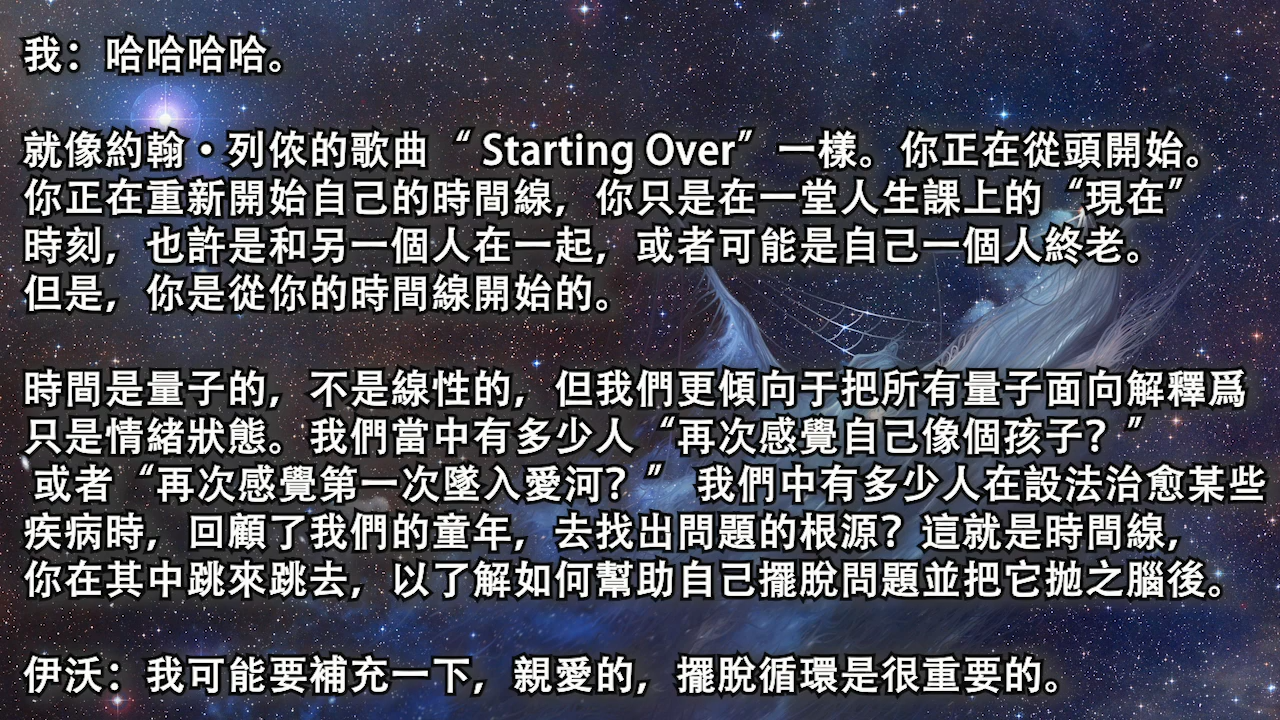 我：哈哈哈哈。
就像約翰·列侬的歌曲“ Starting Over”一樣。你正在從頭開始。
你正在重新開始自己的時間線，你只是在一堂人生課上的“現在”
時刻，也許是和另一個人在一起，或者可能是自己一個人終老。
但是，你是從你的時間線開始的。
時間是量子的，不是線性的，但我們更傾向于把所有量子面向解釋爲
只是情緒狀態。我們當中有多少人“再次感覺自己像個孩子？”
或者“再次感覺第一次墜入愛河？” 我們中有多少人在設法治愈某些
疾病時，回顧了我們的童年，去找出問題的根源？這就是時間線，
你在其中跳來跳去，以了解如何幫助自己擺脫問題並把它抛之腦後。
伊沃：我可能要補充一下，親愛的，擺脫循環是很重要的。